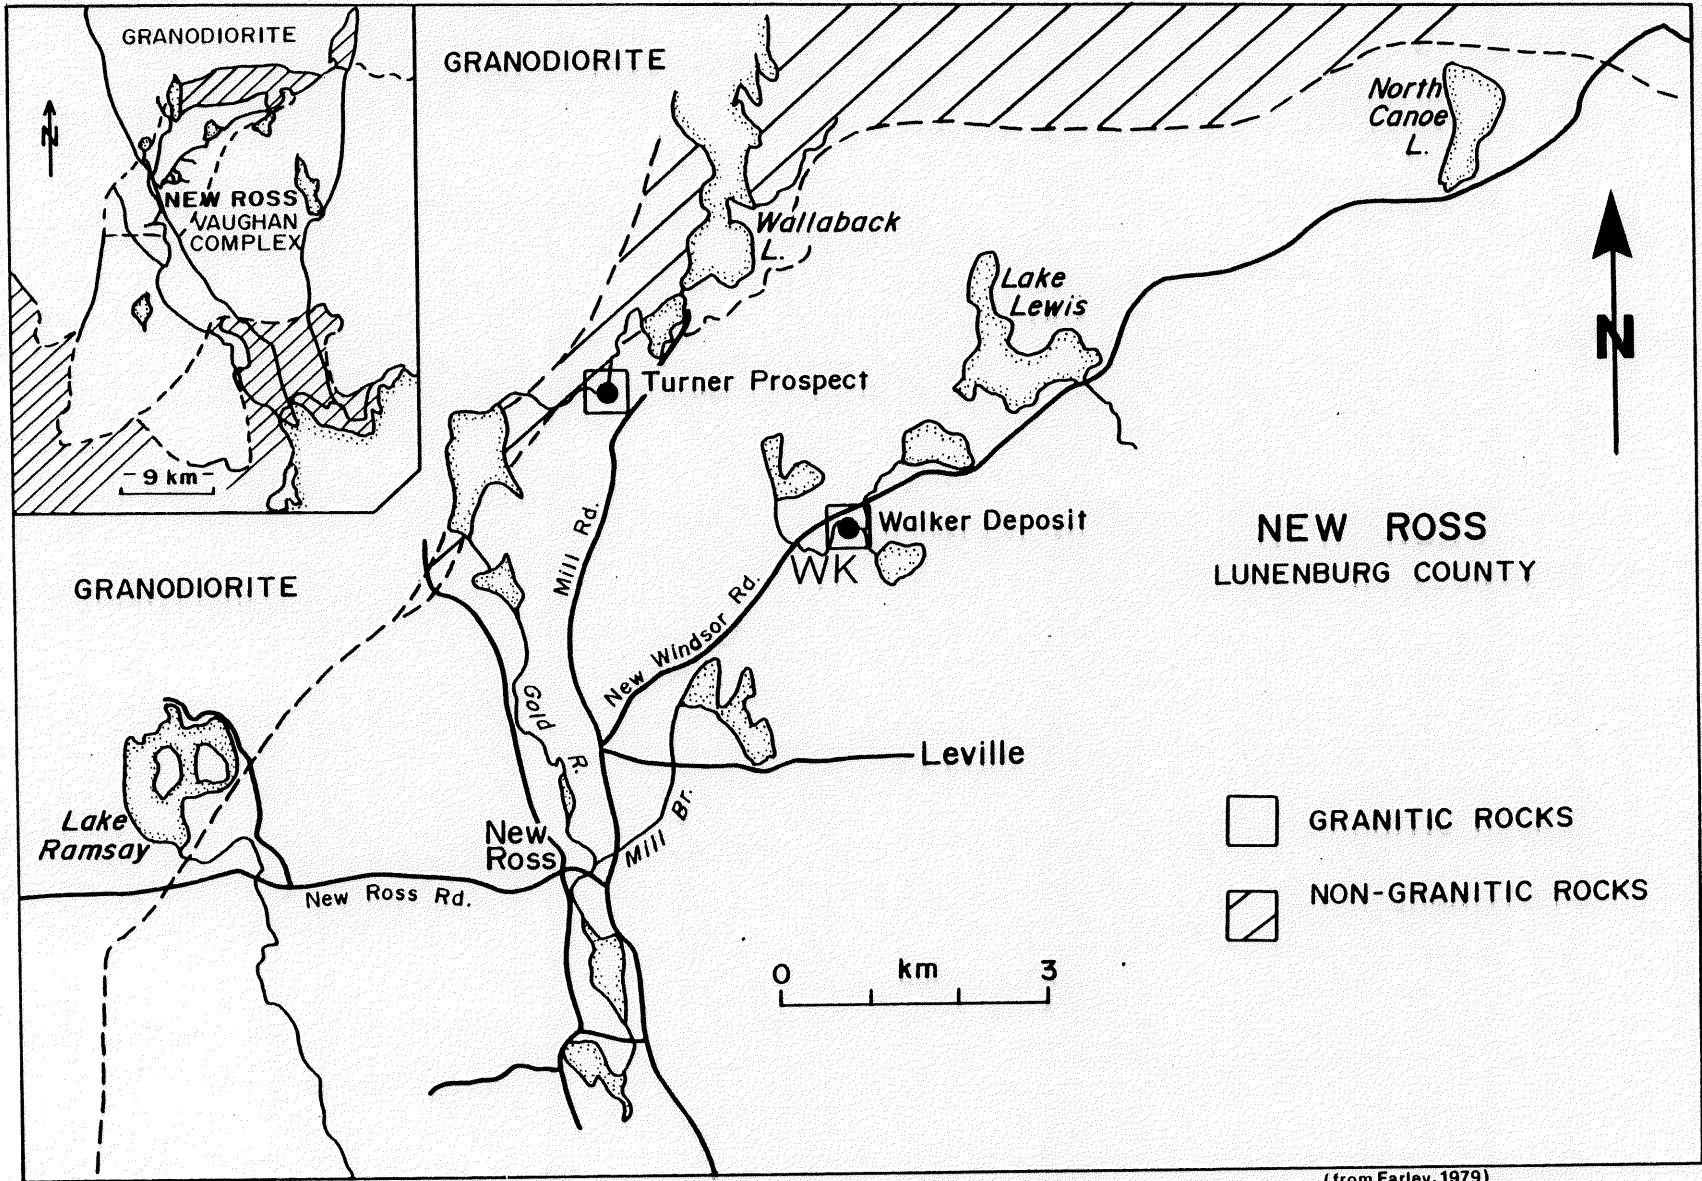 GRANODIORITE
N
NEW ROSS
VAUGHAN
COMPLEX
9 km
GRANODIORITE
North
Canoe
L.
Wallaback
L.
Lake
Lewis
N
Turner Prospect
Mill Rd.
Walker Deposit
WK
NEW ROSS
LUNENBURG COUNTY
GRANODIORITE
New Windsor Rd.
Gold R.
Leville
Lake
Ramsay
New
Ross
Mill Br.
New Ross Rd.
GRANITIC ROCKS
NON-GRANITIC ROCKS
0 km 3
(from Farley, 1979)